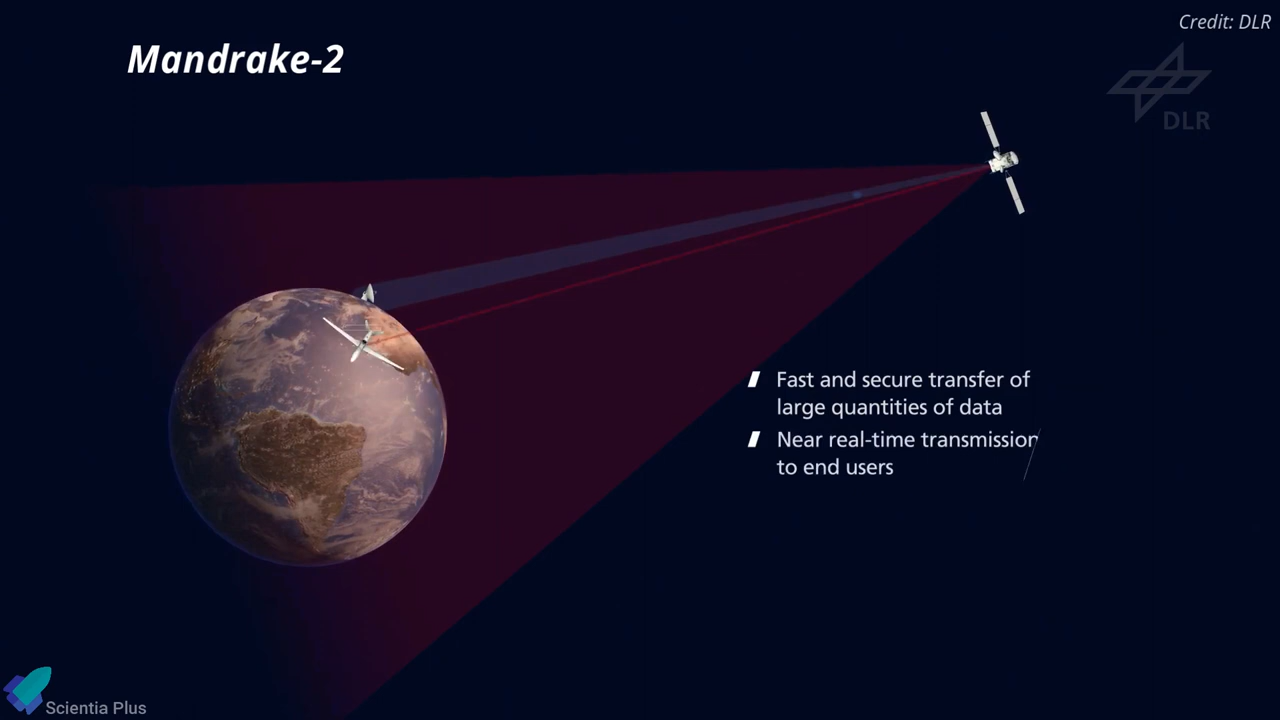 Credit: DLR
Mandrake-2
DLR
Fast and secure transfer of
large quantities of data
Near real-time transmission
to end users
Scientia Plus